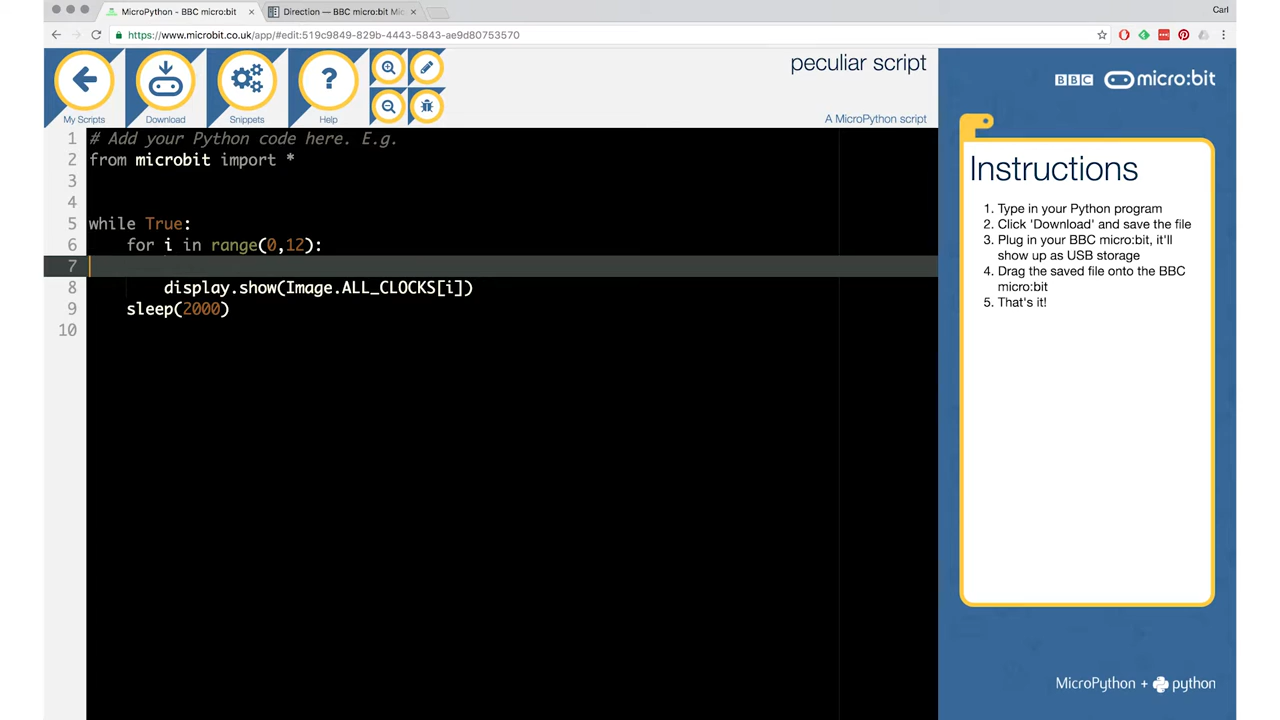 MicroPython - BBC micro:bit
Direction — BBC micro:bit Mic
Carl
https://www.microbit.co.uk/app/#edit:519c9849-829b-4443-5843-ae9d80753570
My Scripts
Download
Snippets
?
Help
peculiar script
A MicroPython script
BBC micro:bit
1 # Add your Python code here. E.g.
2 from microbit import *
3
4
5 while True:
6 for i in range(0,12):
7
8 display.show(Image.ALL_CLOCKS[i])
9 sleep(2000)
10
Instructions
1. Type in your Python program
2. Click 'Download' and save the file
3. Plug in your BBC micro:bit, it'll
show up as USB storage
4. Drag the saved file onto the BBC
micro:bit
5. That's it!
MicroPython + python